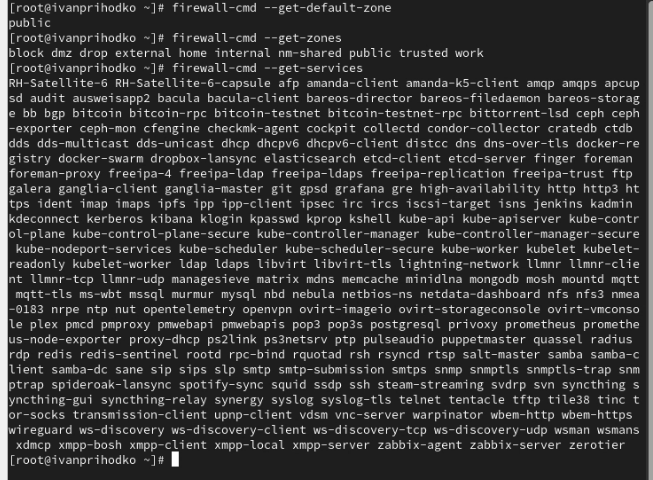 [root@ivanprihodko ~]# firewall-cmd --get-default-zone
public
[root@ivanprihodko ~]# firewall-cmd --get-zones
block dmz drop external home internal nm-shared public trusted work
[root@ivanprihodko ~]# firewall-cmd --get-services
RH-Satellite-6 RH-Satellite-6-capsule afp amanda-client amanda-k5-client amqp amqps apcup
sd audit ausweisapp2 bacula bacula-client bareos-director bareos-filedaemon bareos-storag
e bb bgp bitcoin bitcoin-rpc bitcoin-testnet bitcoin-testnet-rpc bittorrent-lsd ceph ceph
-exporter ceph-mon cfengine checkmk-agent cockpit collectd condor-collector cratedb ctdb
dds dds-multicast dds-unicast dhcp dhcpv6 dhcpv6-client distcc dns dns-over-tls docker-re
gistry docker-swarm dropbox-lansync elasticsearch etcd-client etcd-server finger foreman
foreman-proxy freeipa-4 freeipa-ldap freeipa-ldaps freeipa-replication freeipa-trust ftp
galera ganglia-client ganglia-master git gpsd grafana gre high-availability http http3 ht
tps ident imap imaps ipfs ipp ipp-client ipsec irc ircs iscsi-target isns jenkins kadmin
kdeconnect kerberos kibana klogin kpasswd kprop kshell kube-api kube-apiserver kube-contr
ol-plane kube-control-plane-secure kube-controller-manager kube-controller-manager-secure
 kube-nodeport-services kube-scheduler kube-scheduler-secure kube-worker kubelet kubelet-
readonly kubelet-worker ldap ldaps libvirt libvirt-tls lightning-network llmnr llmnr-clie
nt llmnr-tcp llmnr-udp managesieve matrix mdns memcache minidlna mongodb mosh mountd mqtt
 mqtt-tls ms-wbt mssql murmur mysql nbd nebula netbios-ns netdata-dashboard nfs nfs3 nmea
-0183 nrpe ntp nut opentelemetry openvpn ovirt-imageio ovirt-storageconsole ovirt-vmconso
le plex pmcd pmproxy pmwebapi pmwebapis pop3 pop3s postgresql privoxy prometheus promethe
us-node-exporter proxy-dhcp ps2link ps3netsrv ptp pulseaudio puppetmaster quassel radius
rdp redis redis-sentinel rootd rpc-bind rquotad rsh rsyncd rtsp salt-master samba samba-c
lient samba-dc sane sip sips slp smtp smtp-submission smtps snmp snmptls snmptls-trap snm
ptrap spideroak-lansync spotify-sync squid ssdp ssh steam-streaming svdrp svn syncthing s
yncthing-gui syncthing-relay synergy syslog syslog-tls telnet tentacle tftp tile38 tinc t
or-socks transmission-client upnp-client vdsm vnc-server warpinator wbem-http wbem-https
wireguard ws-discovery ws-discovery-client ws-discovery-tcp ws-discovery-udp wsman wsmans
 xdmcp xmpp-bosh xmpp-client xmpp-local xmpp-server zabbix-agent zabbix-server zerotier
[root@ivanprihodko ~]#